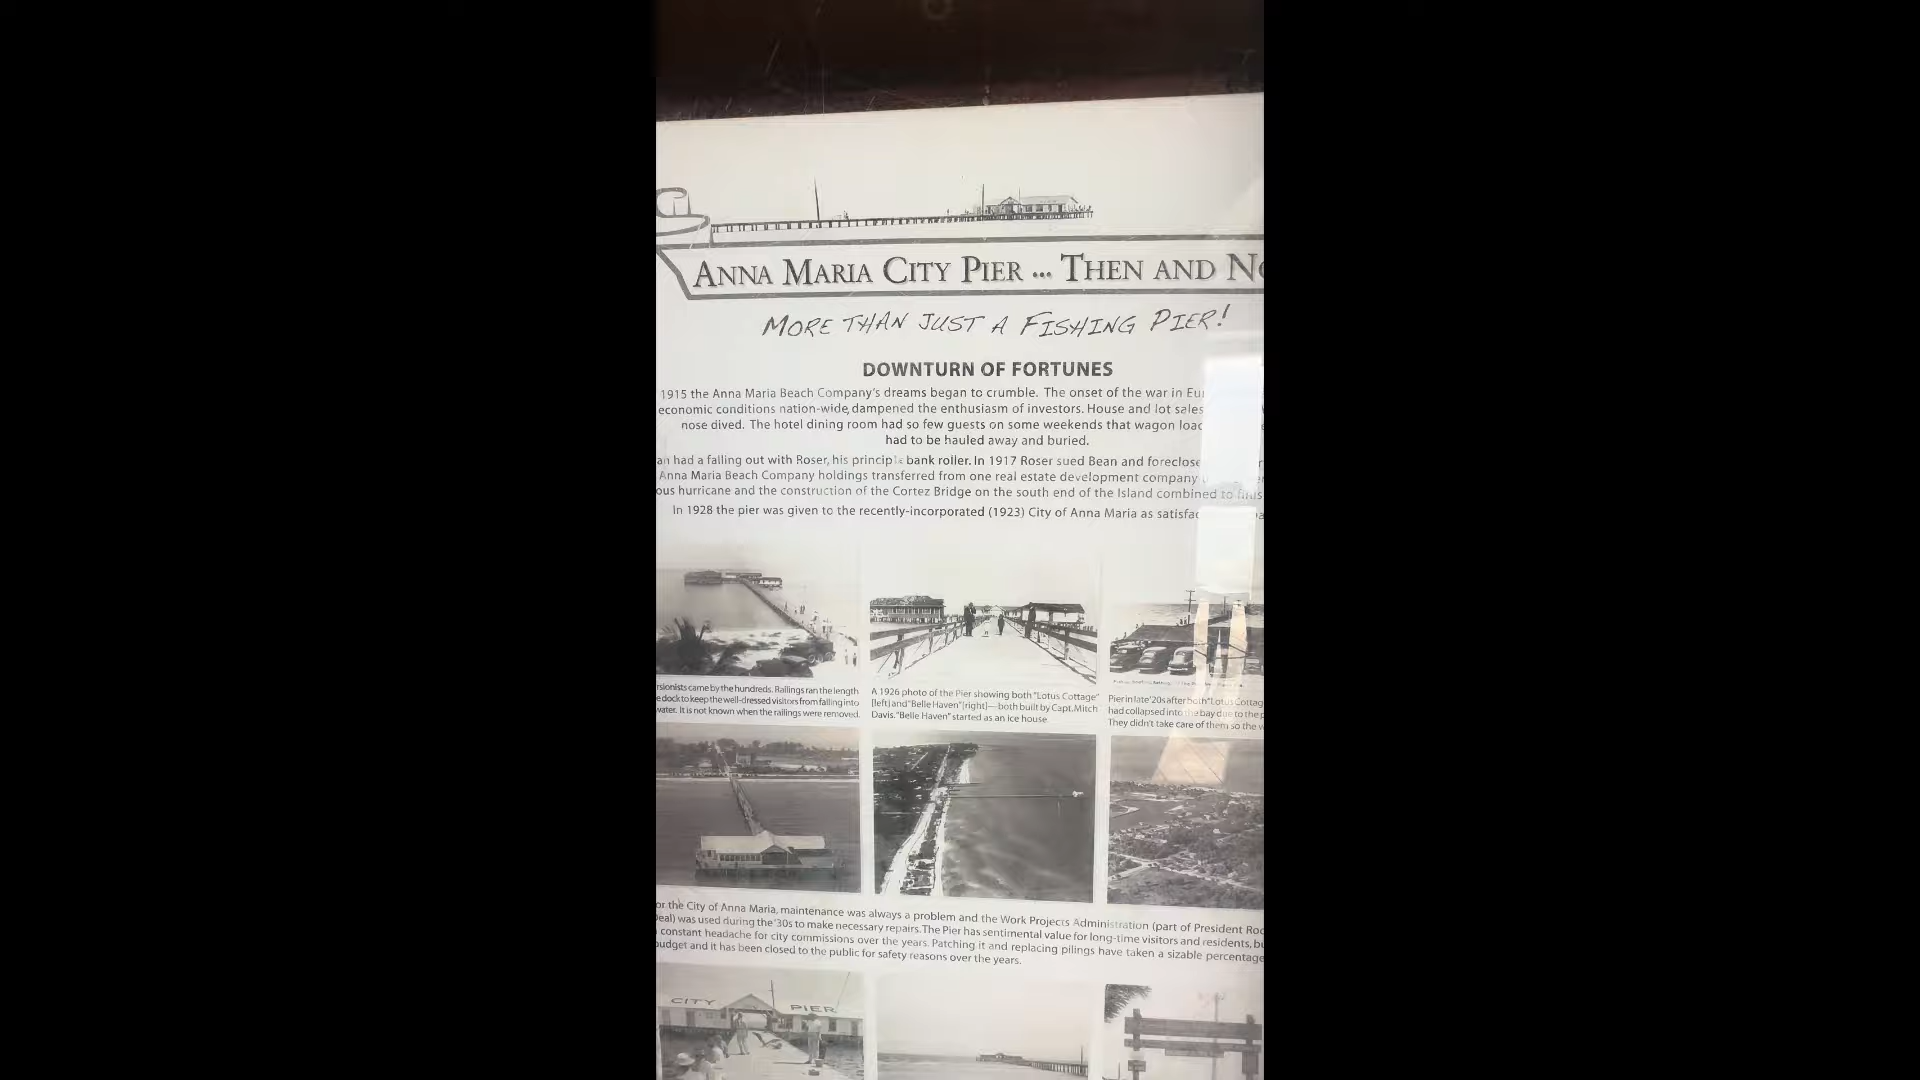 ANNA MARIA CITY PIER ... THEN AND
MORE THAN JUST A FISHING PIER!
DOWNTURN OF FORTUNES
1915 the Anna Maria Beach Company's dreams began to crumble. The onset of the war in
economic conditions nation-wide, dampened the enthusiasm of investors. House and lot sales
nose dived. The hotel dining room had so few guests on some weekends that wagon
had to be hauled away and buried.
had a falling out with Roser, his principle bank roller. In 1917 Roser sued Bean and
Anna Maria Beach Company holdings transferred from one real estate development company
hurricane and the construction of the Cortez Bridge on the south end of the Island combined to
In 1928 the pier was given to the recently-incorporated (1923) City of Anna Maria as
came by the hundreds. Railings ran the length
dock to keep the well-dressed visitors from falling into
water. It is not known when the railings were removed.
A 1926 photo of the Pier showing both "Lotus Cottage"
[left] and "Belle Haven" [right]—both built by Capt. Mitch
Davis. "Belle Haven" started as an ice house.
Pier in late '20s after both "Lotus
had collapsed into the bay due to the
They didn't take care of them so the
the City of Anna Maria, maintenance was always a problem and the Work Projects Administration (part of President
was used during the '30s to make necessary repairs. The Pier has sentimental value for long-time visitors and residents,
constant headache for city commissions over the years. Patching it and replacing pilings have taken a sizable percentage
budget and it has been closed to the public for safety reasons over the years.
CITY PIER